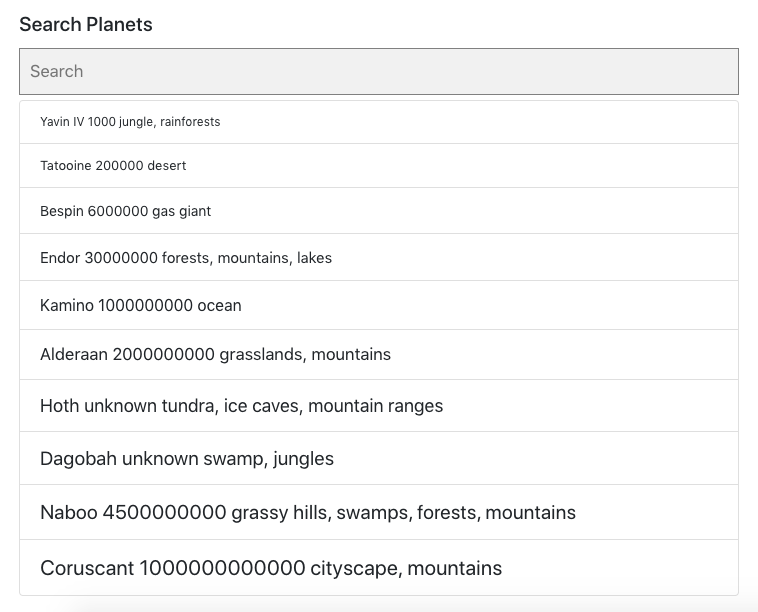 Search Planets
Search
Yavin IV 1000 jungle, rainforests
Tatooine 200000 desert
Bespin 6000000 gas giant
Endor 30000000 forests, mountains, lakes
Kamino 1000000000 ocean
Alderaan 2000000000 grasslands, mountains
Hoth unknown tundra, ice caves, mountain ranges
Dagobah unknown swamp, jungles
Naboo 4500000000 grassy hills, swamps, forests, mountains
Coruscant 1000000000000 cityscape, mountains